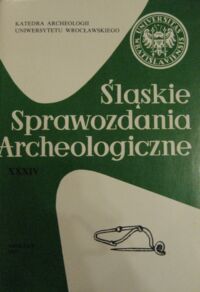 KATEDRA ARCHEOLOGII
UNIWERSYTETU WROCŁAWSKIEGO
Śląskie
Sprawozdania
Archeologiczne
XXXIV